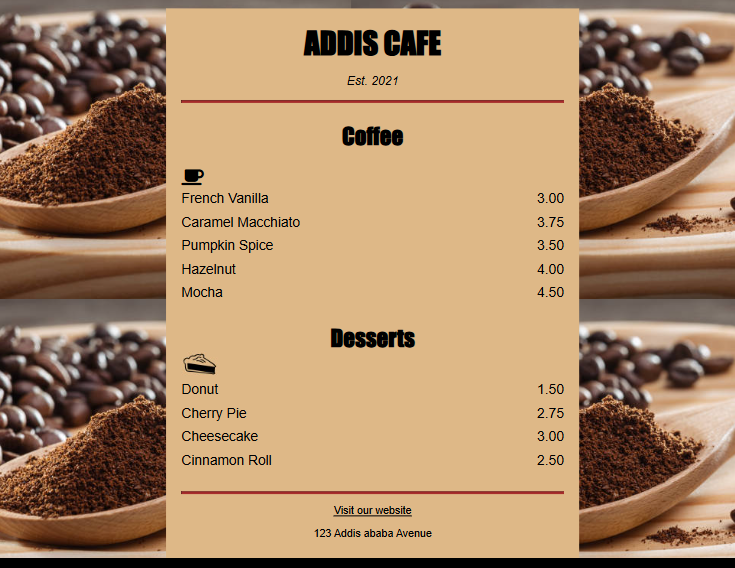 ADDIS CAFE
Est. 2021
Coffee
French Vanilla 3.00
Caramel Macchiato 3.75
Pumpkin Spice 3.50
Hazelnut 4.00
Mocha 4.50
Desserts
Donut 1.50
Cherry Pie 2.75
Cheesecake 3.00
Cinnamon Roll 2.50
Visit our website
123 Addis ababa Avenue